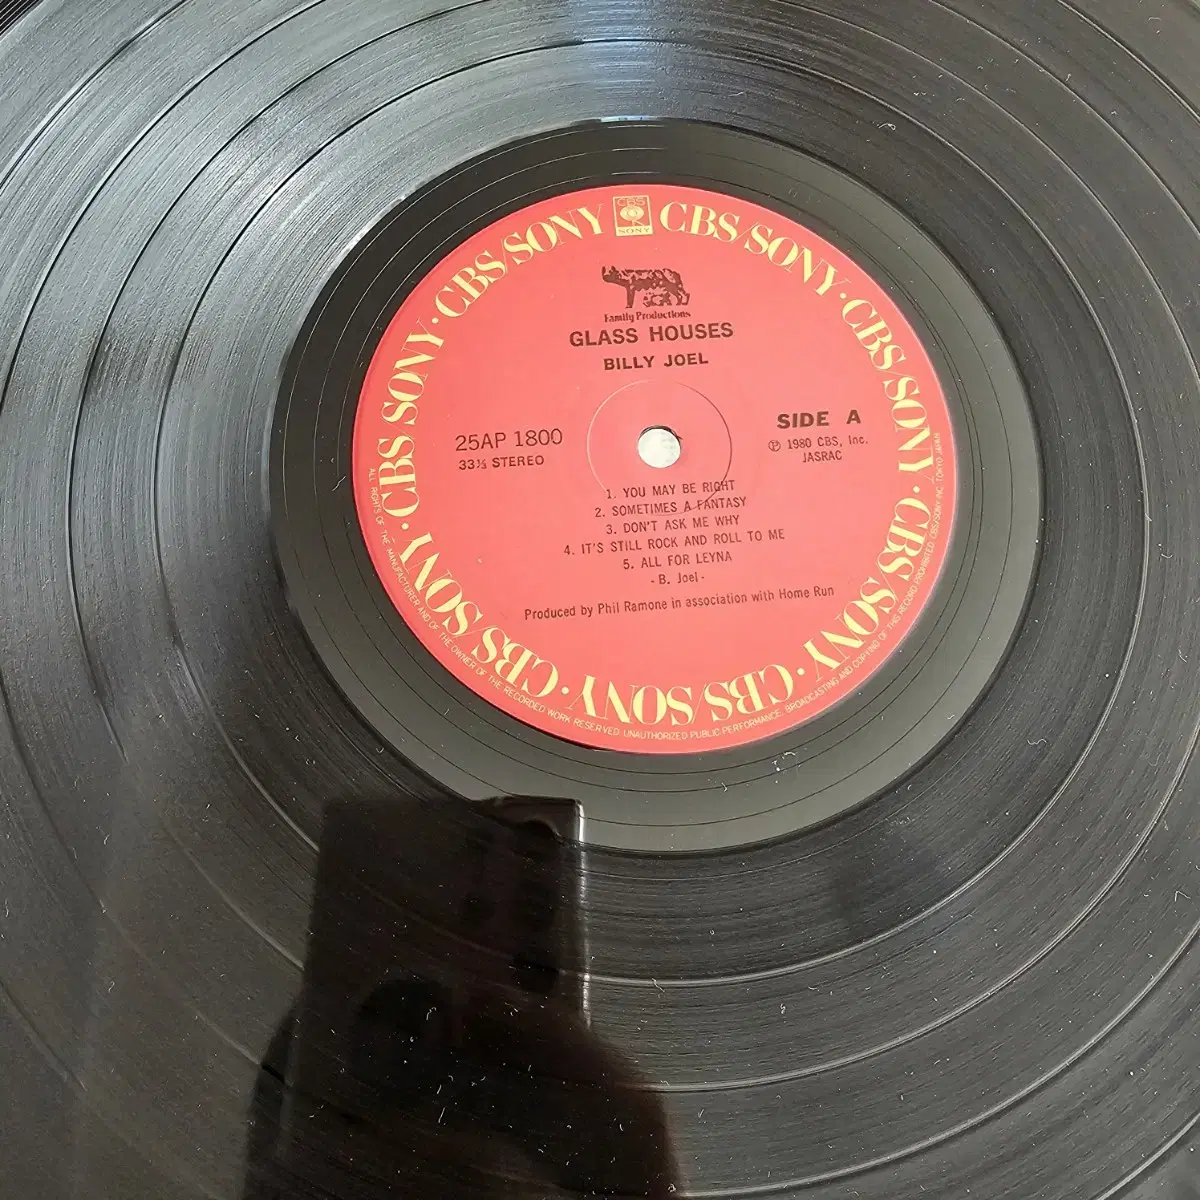 CBS/SONY · CBS/SONY · CBS/SONY · CBS/SONY · CBS/SONY · CBS/SONY · CBS/SONY · CBS SONY · CBS/SONY
CBS
SONY
Family Productions
GLASS HOUSES
BILLY JOEL
25AP 1800
33⅓ STEREO
SIDE A
℗ 1980 CBS, Inc.
JASRAC
1. YOU MAY BE RIGHT
2. SOMETIMES A FANTASY
3. DON'T ASK ME WHY
4. IT'S STILL ROCK AND ROLL TO ME
5. ALL FOR LEYNA
- B. Joel -
Produced by Phil Ramone in association with Home Run
ALL RIGHTS OF THE MANUFACTURER AND OF THE OWNER OF THE RECORDED WORK RESERVED. UNAUTHORIZED PUBLIC PERFORMANCE, BROADCASTING AND COPYING OF THIS RECORD PROHIBITED. CBS/SONY INC. TOKYO JAPAN